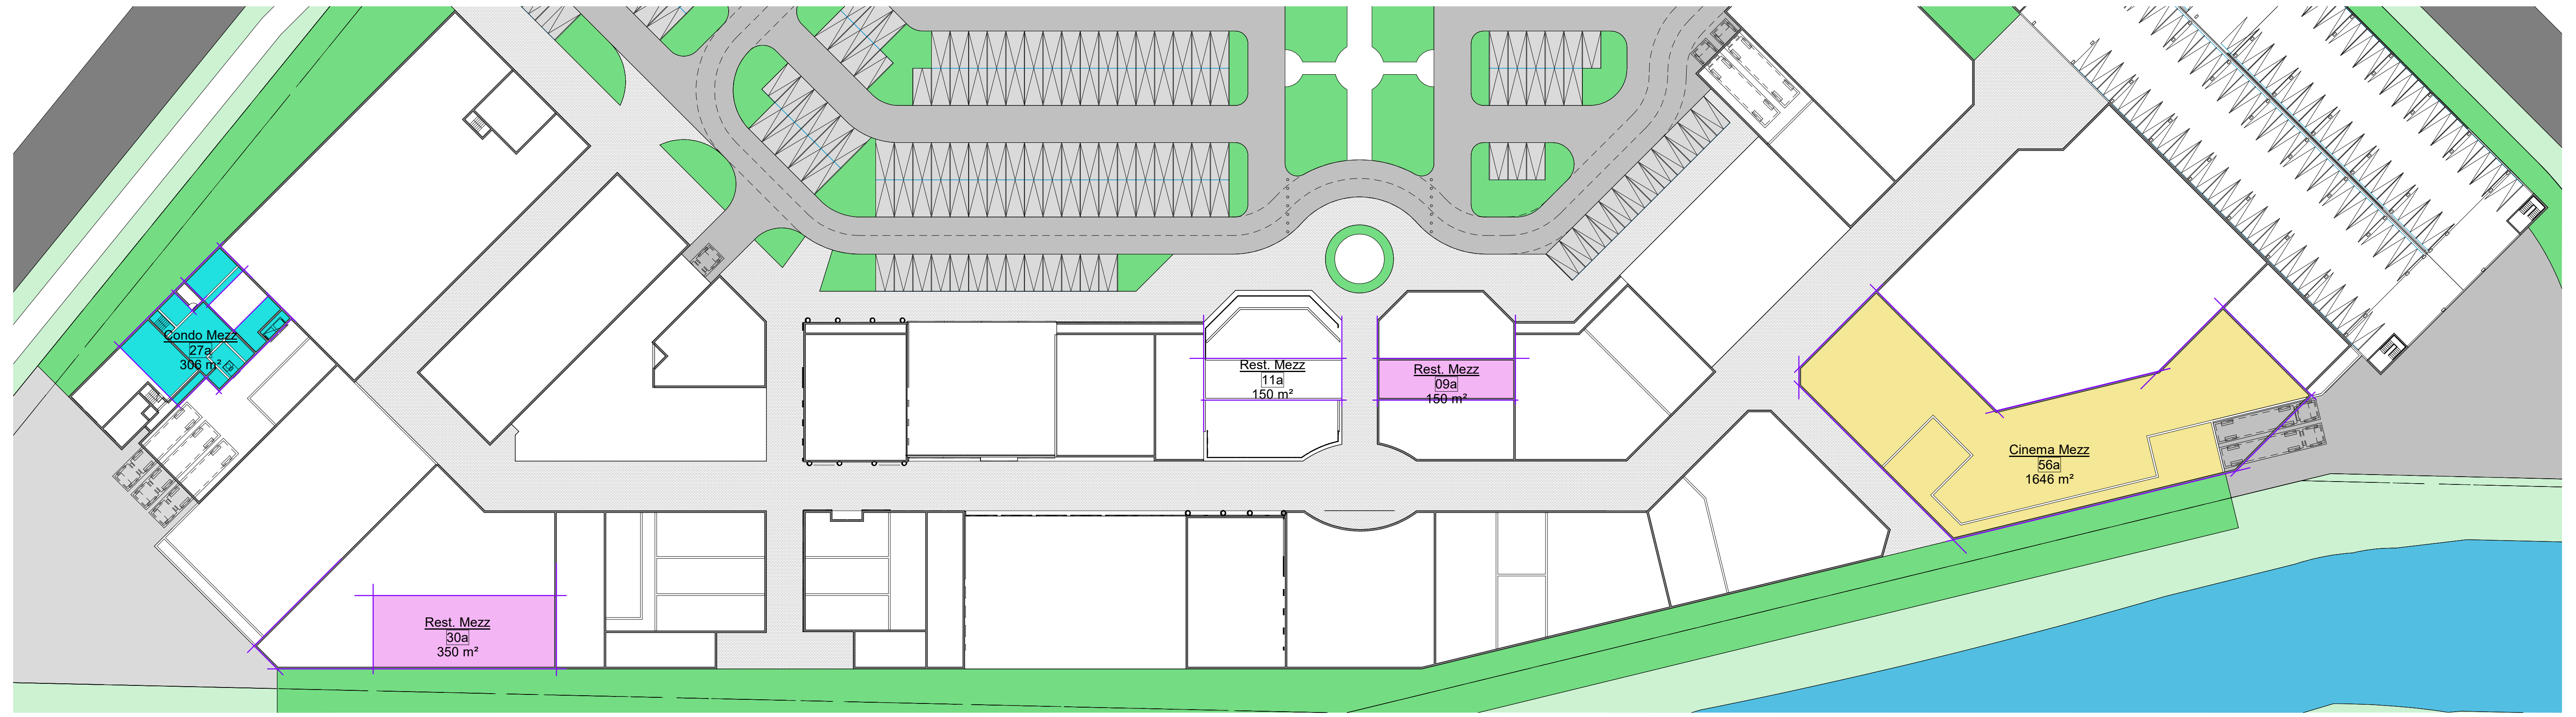 Condo Mezz
27a
306 m²
Rest. Mezz
11a
150 m²
Rest. Mezz
09a
150 m²
Cinema Mezz
56a
1646 m²
Rest. Mezz
30a
350 m²